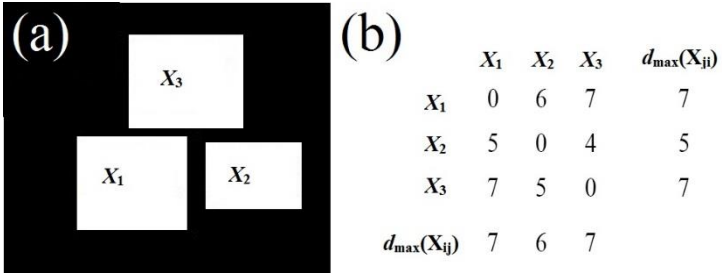 (a)
X3
X1
X2
(b)
X1 X2 X3 dmax(Xji)
X1 0 6 7 7
X2 5 0 4 5
X3 7 5 0 7
dmax(Xij) 7 6 7